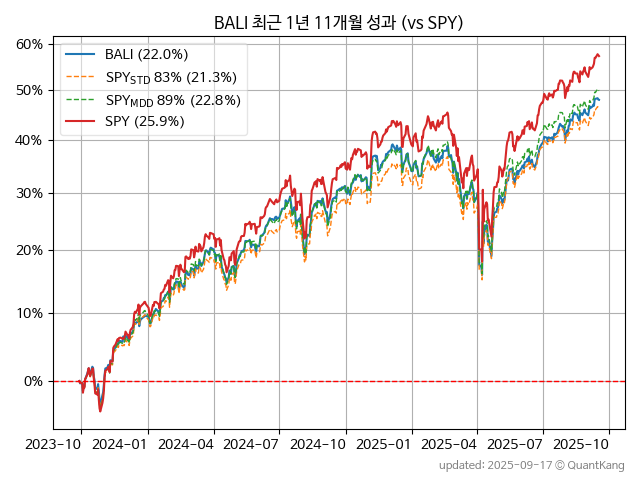 BALI 최근 1년 11개월 성과 (vs SPY)
60%
50%
40%
30%
20%
10%
0%
BALI (22.0%)
SPY_STD 83% (21.3%)
SPY_MDD 89% (22.8%)
SPY (25.9%)
2023-10 2024-01 2024-04 2024-07 2024-10 2025-01 2025-04 2025-07 2025-10
updated: 2025-09-17 © QuantKang